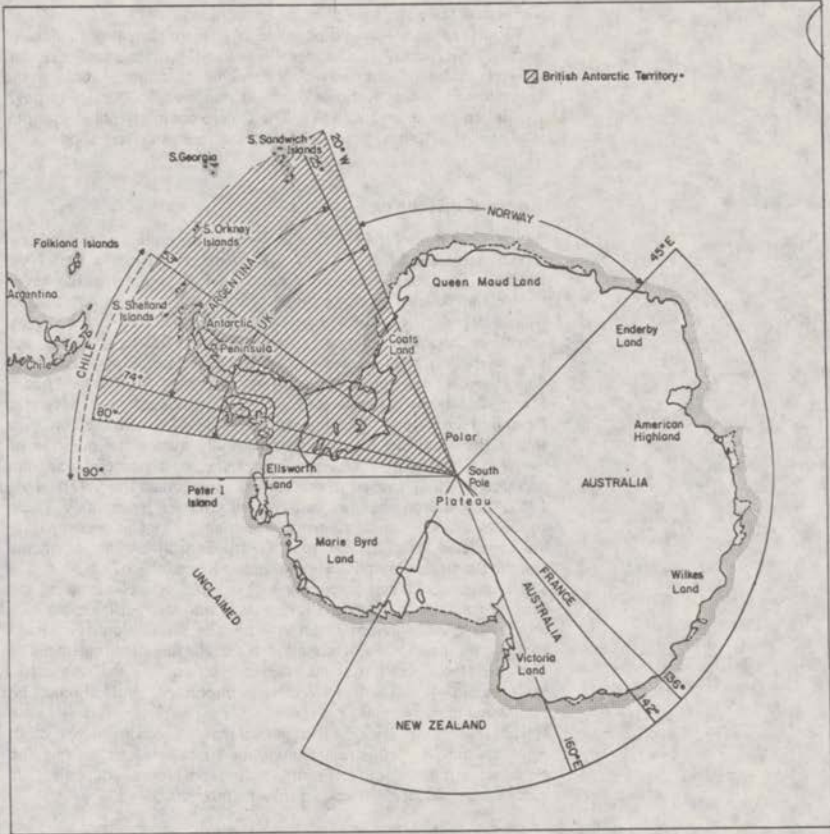 British Antarctic Territory
20° W
S. Sandwich
Islands
25°
S. Georgia
NORWAY
S. Orkney
Islands
45° E
Falkland Islands
53°
ARGENTINA
Queen Maud Land
Argentina
S. Shetland
Islands
UK
Antarctic
Peninsula
Enderby
Land
Coats
Land
Chile
CHILE
74°
80°
American
Highland
Polar
90°
Ellsworth
Land
South
Pole
Peter I
Island
Plateau
AUSTRALIA
Marie Byrd
Land
FRANCE
AUSTRALIA
Wilkes
Land
UNCLAIMED
Victoria
Land
136°
142°
NEW ZEALAND
160° E